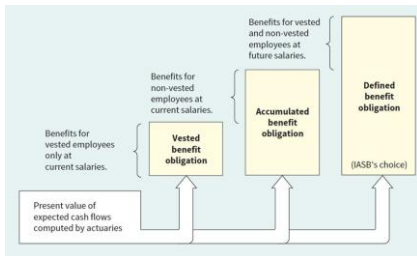 Benefits for vested
and non-vested
employees at
future salaries.
Benefits for
non-vested
employees at
current salaries.
Benefits for
vested employees
only at
current salaries.
Vested
benefit
obligation
Accumulated
benefit
obligation
Defined
benefit
obligation
(IASB's choice)
Present value of
expected cash flows
computed by actuaries